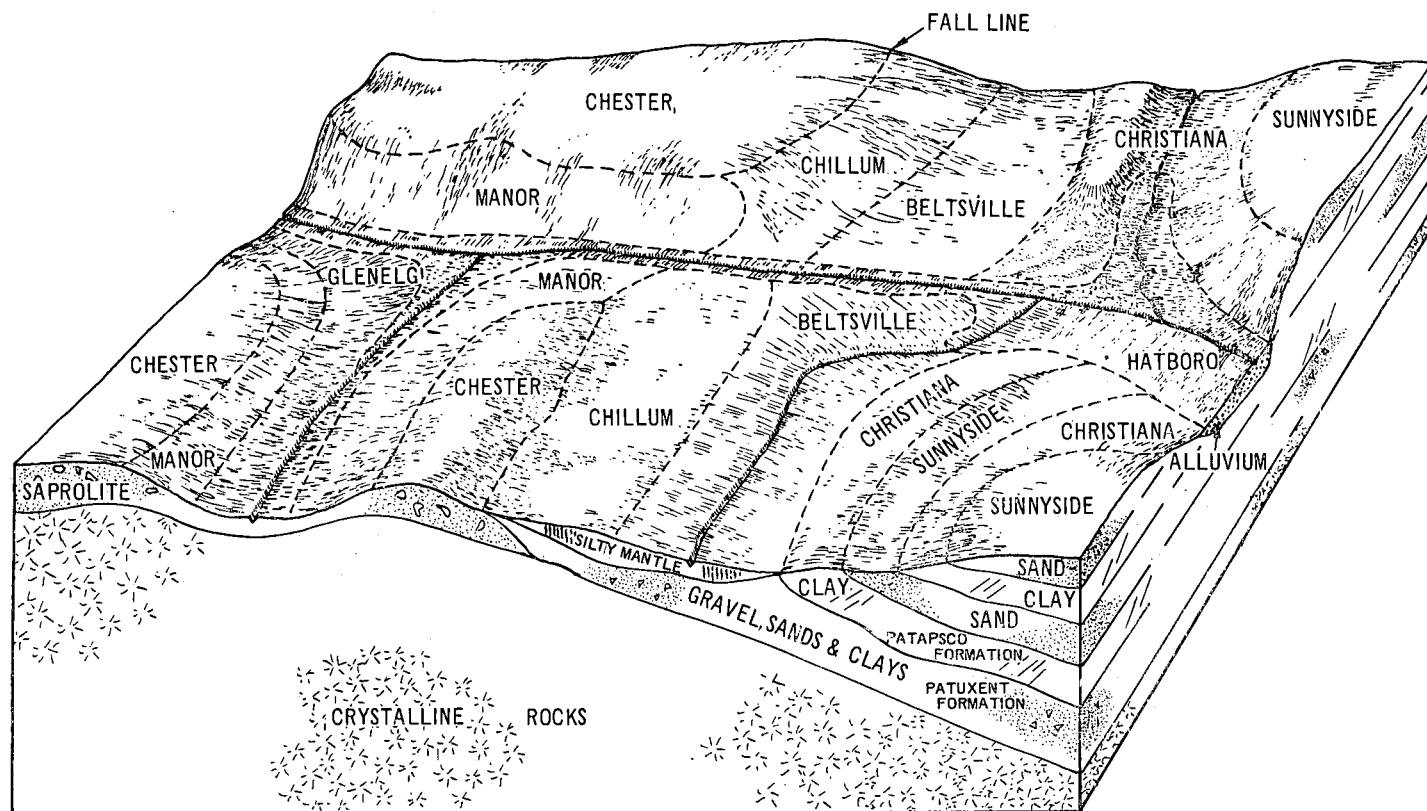 FALL LINE
CHESTER
SUNNYSIDE
CHRISTIANA
CHILLUM
MANOR
BELTSVILLE
GLENELG
MANOR
BELTSVILLE
HATBORO
CHESTER
CHESTER
CHILLUM
CHRISTIANA
SUNNYSIDE
CHRISTIANA
MANOR
ALLUVIUM
SAPROLITE
SUNNYSIDE
SILTY MANTLE
SAND
CLAY
CLAY
SAND
GRAVEL, SANDS & CLAYS
PATAPSCO
FORMATION
PATUXENT
FORMATION
CRYSTALLINE ROCKS